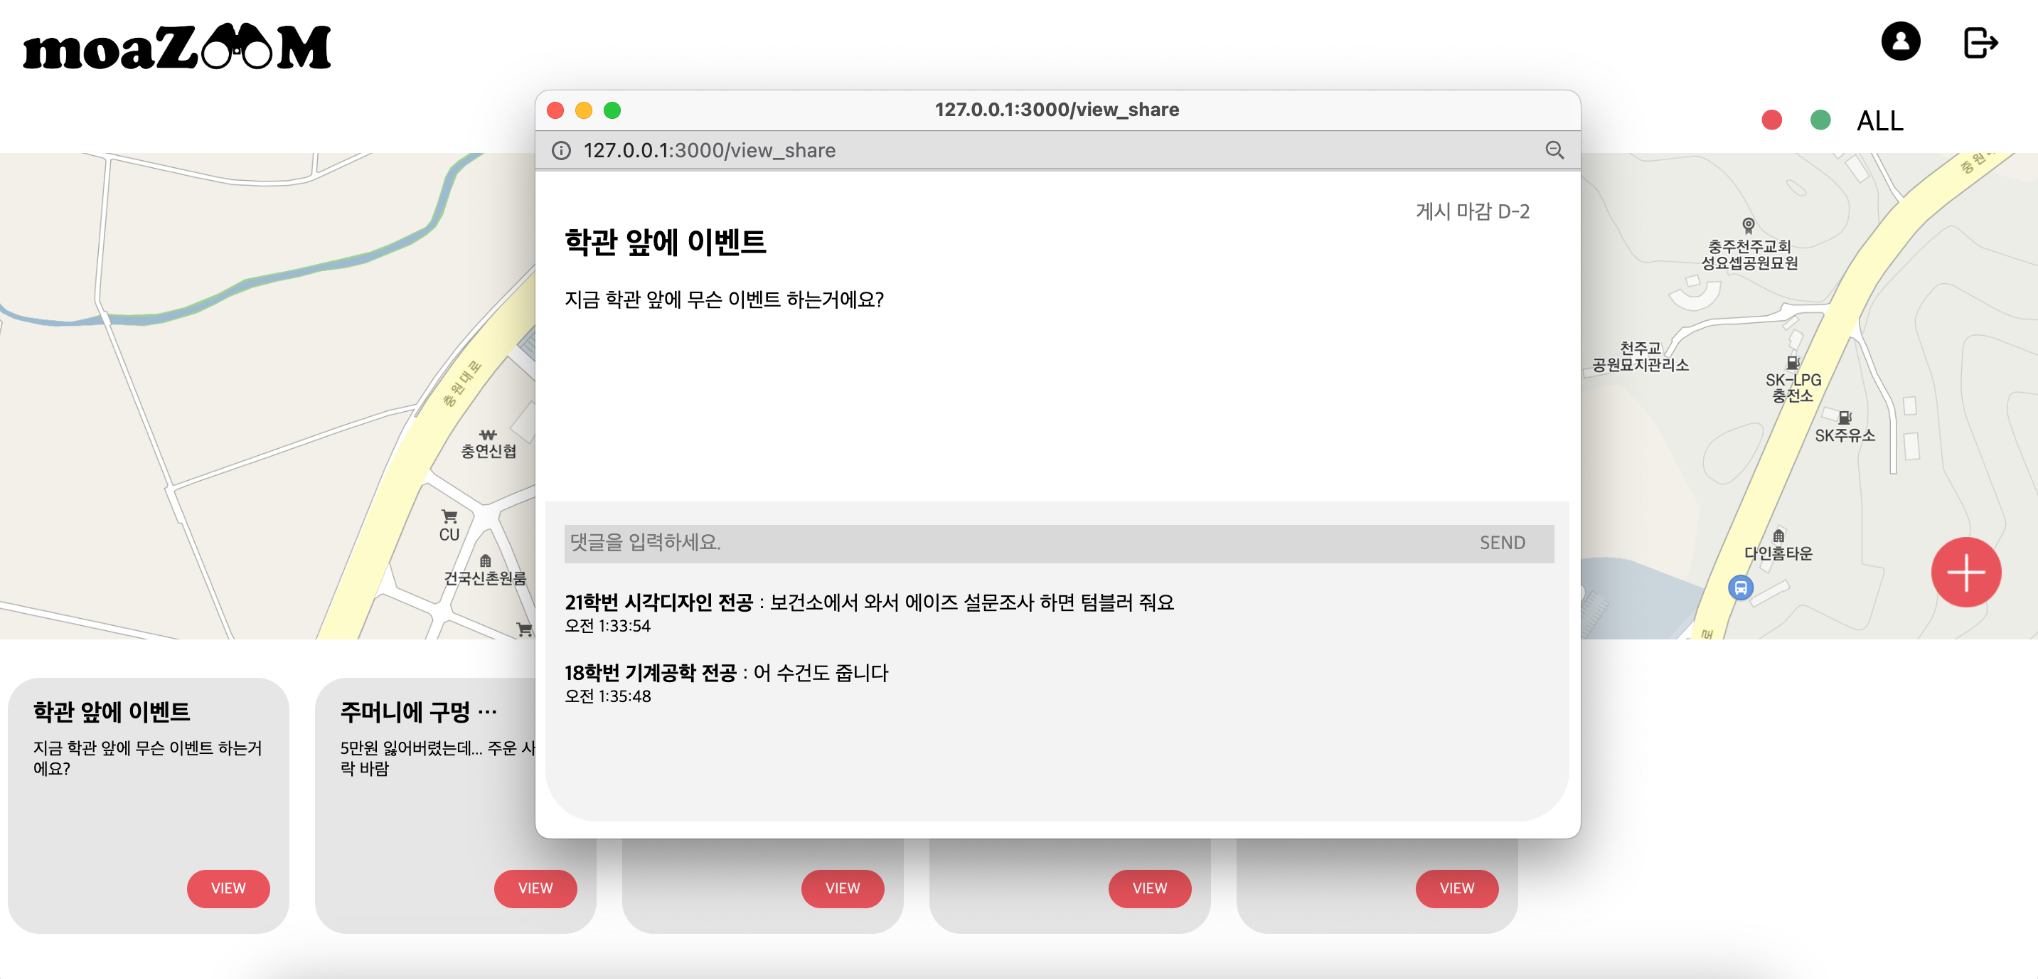 moaZOOM
ALL
127.0.0.1:3000/view_share
127.0.0.1:3000/view_share
게시 마감 D-2
학관 앞에 이벤트
지금 학관 앞에 무슨 이벤트 하는거에요?
댓글을 입력하세요.
SEND
21학번 시각디자인 전공 : 보건소에서 와서 에이즈 설문조사 하면 텀블러 줘요
오전 1:33:54
18학번 기계공학 전공 : 어 수건도 줍니다
오전 1:35:48
충원대로
충연신협
CU
건국신촌원룸
충주천주교회
성요셉공원묘원
천주교
공원묘지관리소
SK-LPG
충전소
SK주유소
다인홈타운
학관 앞에 이벤트
지금 학관 앞에 무슨 이벤트 하는거
에요?
VIEW
주머니에 구멍 ...
5만원 잃어버렸는데... 주운 사
락 바람
VIEW
VIEW
VIEW
VIEW